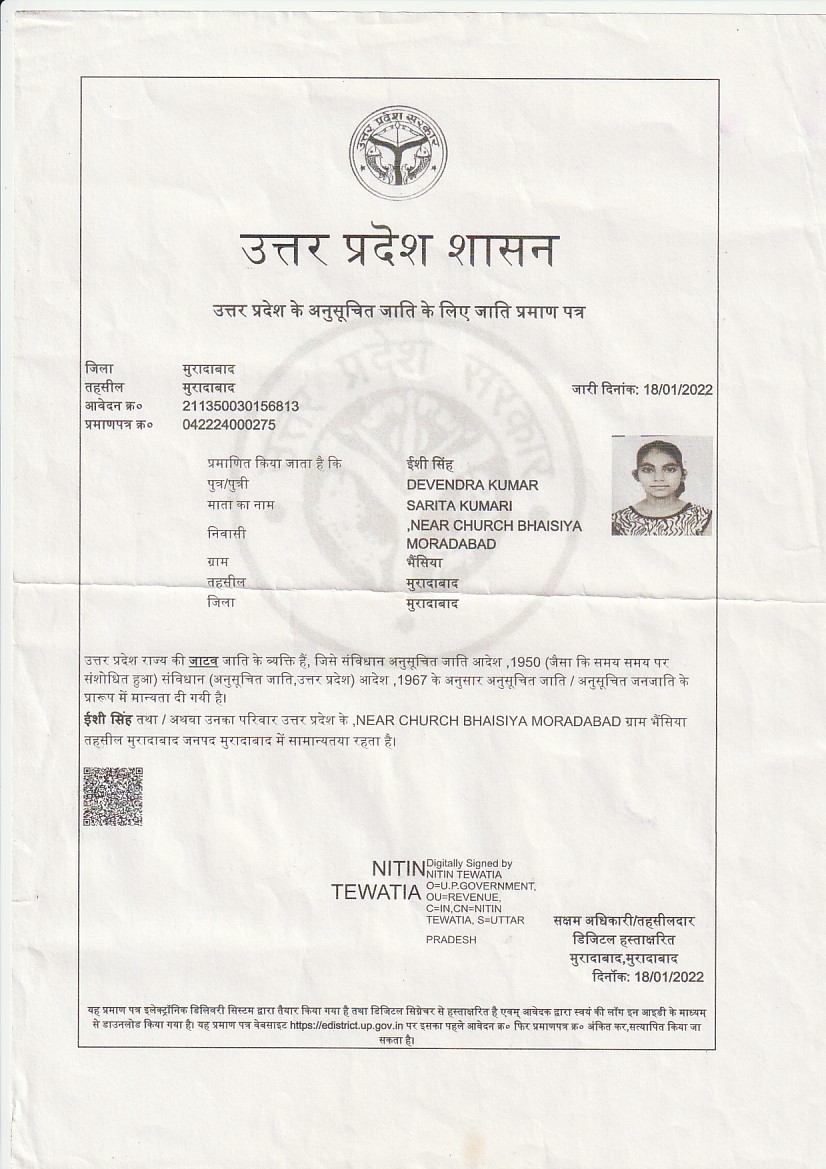 उत्तर प्रदेश सरकार
उत्तर प्रदेश शासन
उत्तर प्रदेश के अनुसूचित जाति के लिए जाति प्रमाण पत्र
जिला मुरादाबाद
तहसील मुरादाबाद
जारी दिनांक: 18/01/2022
आवेदन क्र० 211350030156813
प्रमाणपत्र क्र० 042224000275
प्रमाणित किया जाता है कि ईशी सिंह
पुत्र/पुत्री DEVENDRA KUMAR
माता का नाम SARITA KUMARI
निवासी ,NEAR CHURCH BHAISIYA
MORADABAD
ग्राम भैंसिया
तहसील मुरादाबाद
जिला मुरादाबाद
उत्तर प्रदेश राज्य की जाटव जाति के व्यक्ति हैं, जिसे संविधान अनुसूचित जाति आदेश ,1950 (जैसा कि समय समय पर
संशोधित हुआ) संविधान (अनुसूचित जाति,उत्तर प्रदेश) आदेश ,1967 के अनुसार अनुसूचित जाति / अनुसूचित जनजाति के
प्रारूप में मान्यता दी गयी है।
ईशी सिंह तथा / अथवा उनका परिवार उत्तर प्रदेश के ,NEAR CHURCH BHAISIYA MORADABAD ग्राम भैंसिया
तहसील मुरादाबाद जनपद मुरादाबाद में सामान्यतया रहता है।
NITIN
TEWATIA
Digitally Signed by
NITIN TEWATIA
O=U.P.GOVERNMENT,
OU=REVENUE,
C=IN,CN=NITIN
TEWATIA, S=UTTAR
PRADESH
सक्षम अधिकारी/तहसीलदार
डिजिटल हस्ताक्षरित
मुरादाबाद,मुरादाबाद
दिनॉक: 18/01/2022
यह प्रमाण पत्र इलेक्ट्रॉनिक डिलिवरी सिस्टम द्वारा तैयार किया गया है तथा डिजिटल सिग्नेचर से हस्ताक्षरित है एवम् आवेदक द्वारा स्वयं की लॉग इन आइडी के माध्यम
से डाउनलोड किया गया है। यह प्रमाण पत्र वेबसाइट https://edistrict.up.gov.in पर इसका पहले आवेदन क्र० फिर प्रमाणपत्र क्र० अंकित कर,सत्यापित किया जा
सकता है।